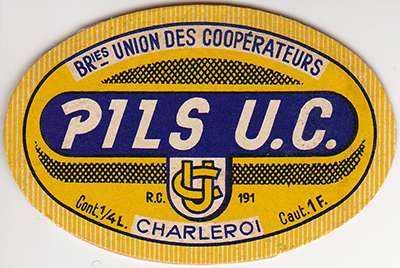 BRIES UNION DES COOPÉRATEURS
PILS U.C.
UC
R.C. 191
Cont. 1/4 L.
Caut. 1 F.
CHARLEROI